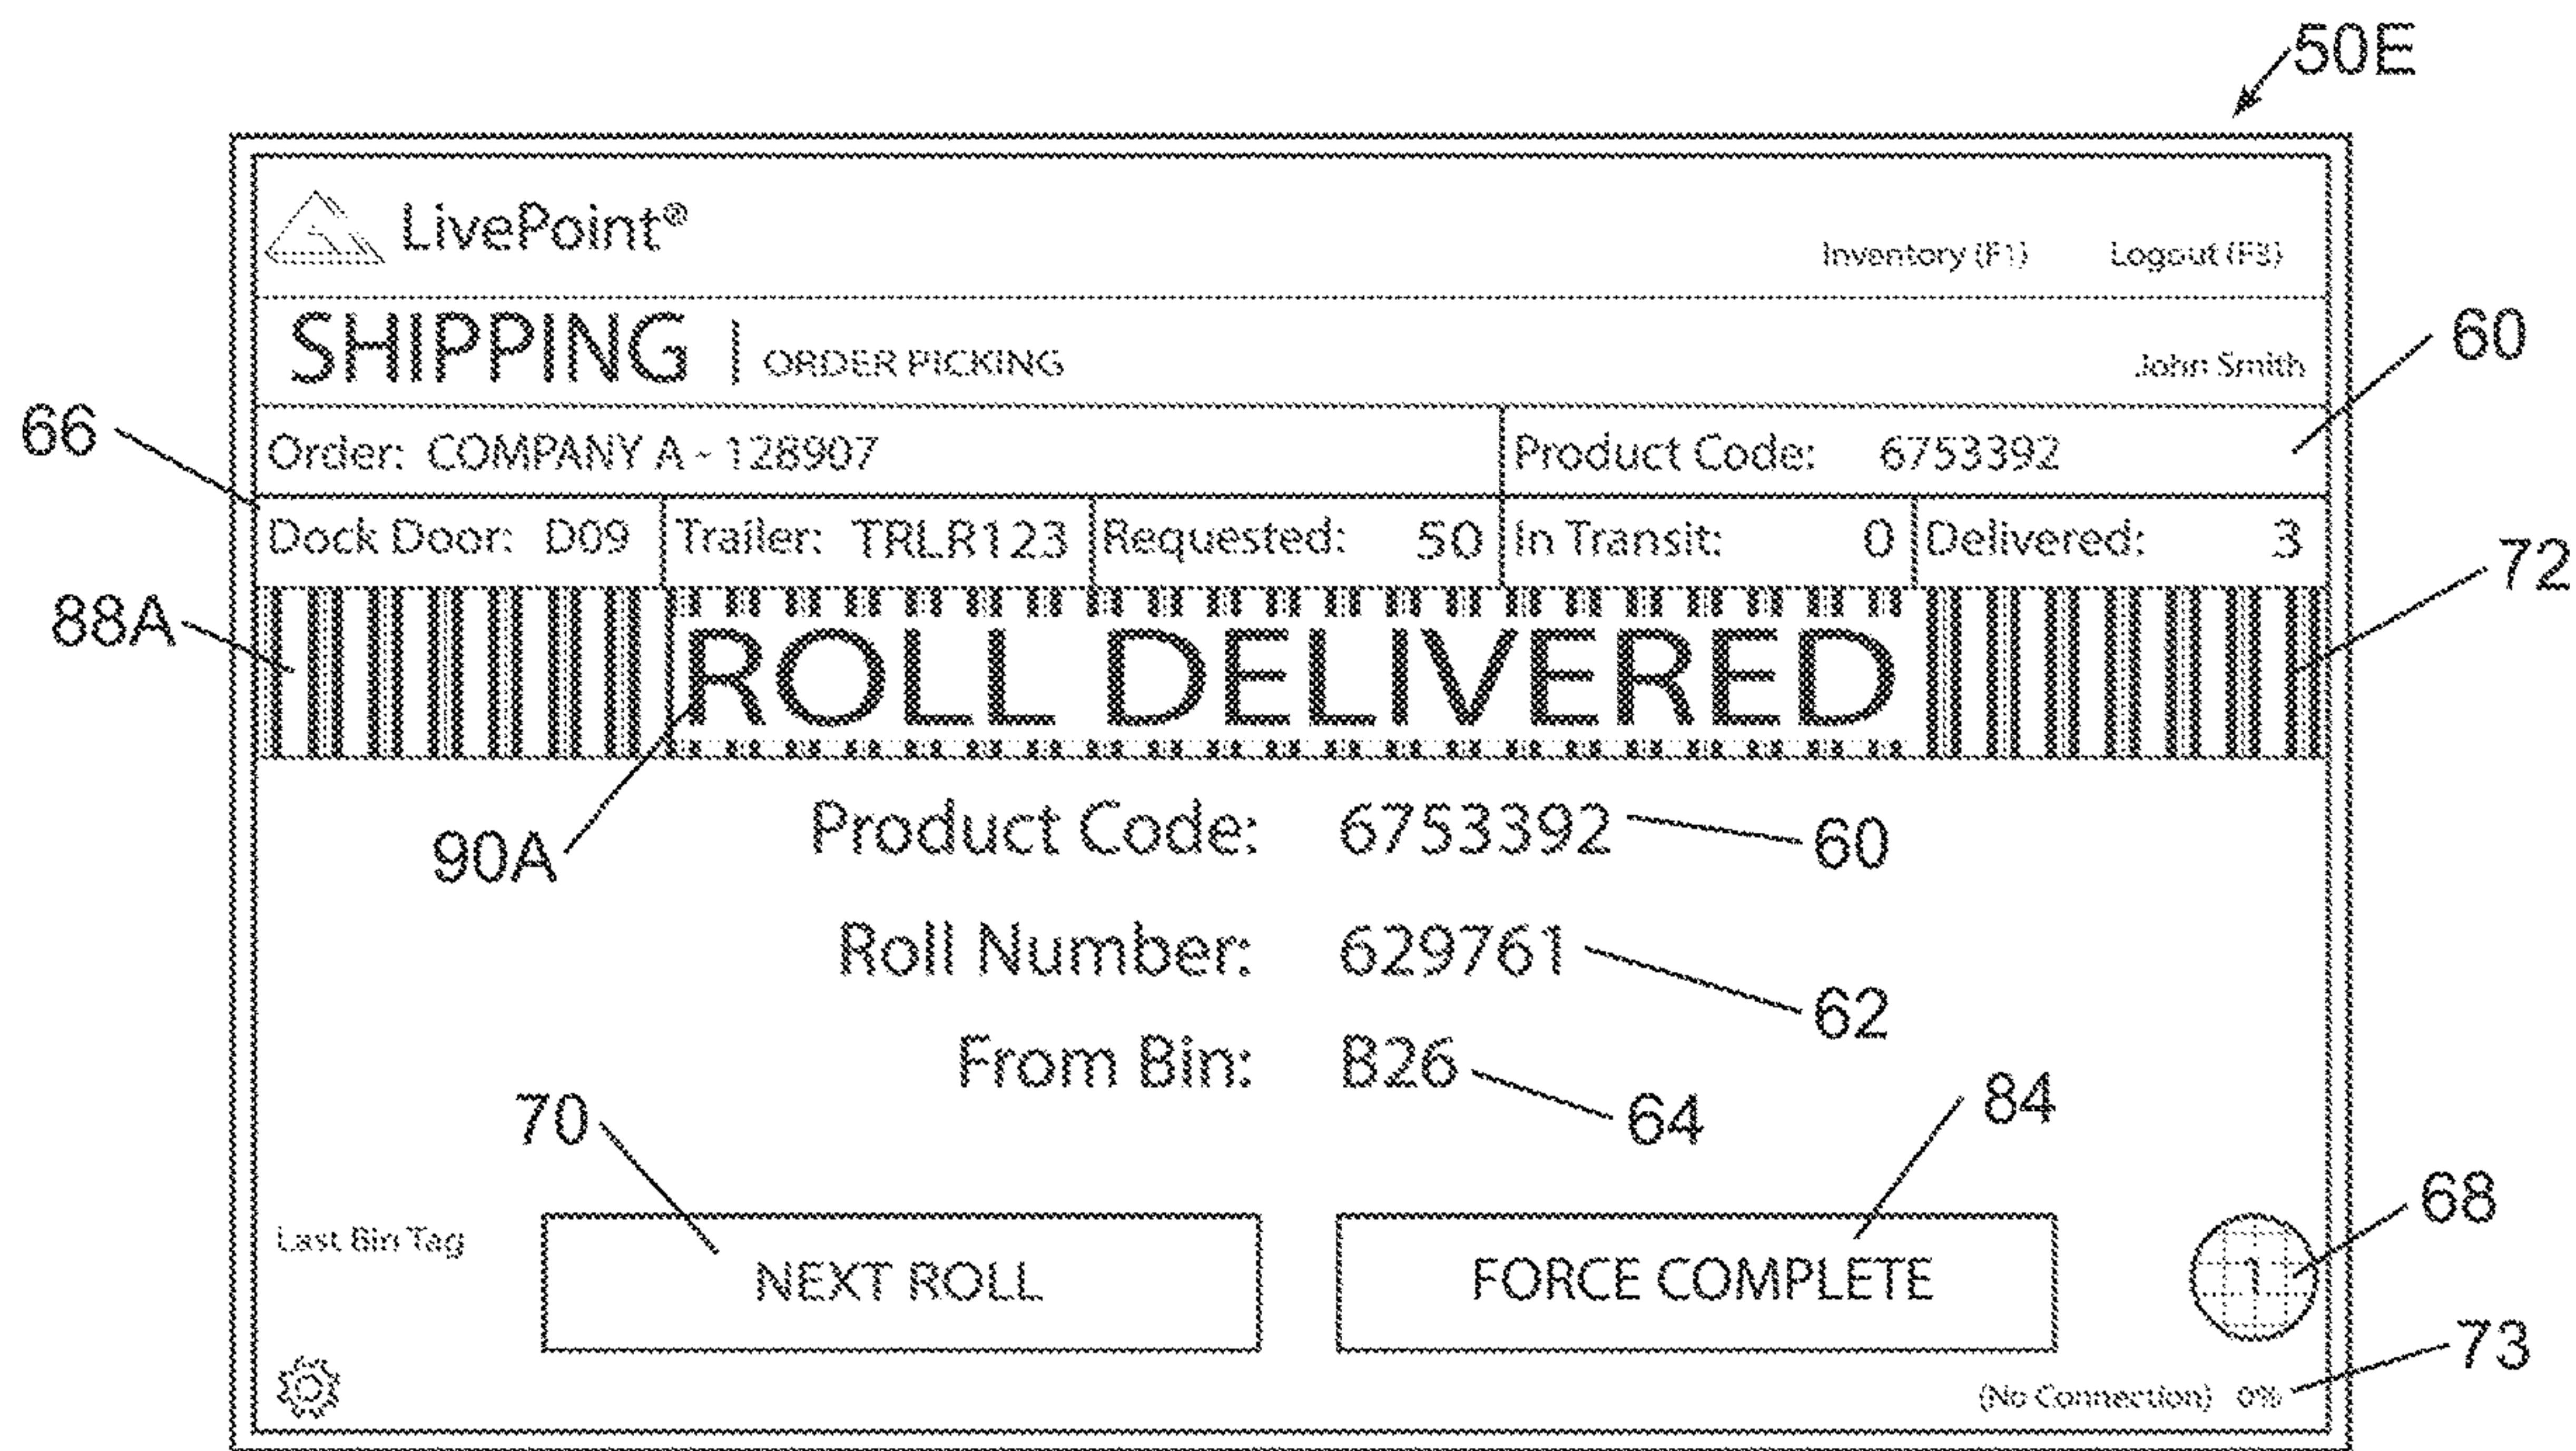 50E
LivePoint®
Inventory (F1) Logout (F3)
SHIPPING | ORDER PICKING John Smith
60
66
Order: COMPANY A - 128907 Product Code: 6753392
Dock Door: D09 Trailer: TRLR123 Requested: 50 In Transit: 0 Delivered: 3
72
88A
ROLL DELIVERED
90A
Product Code: 6753392 60
Roll Number: 629761
62
From Bin: B26
64
70
84
68
Last Bin Tag
NEXT ROLL FORCE COMPLETE 1
73
(No Connection) 0%